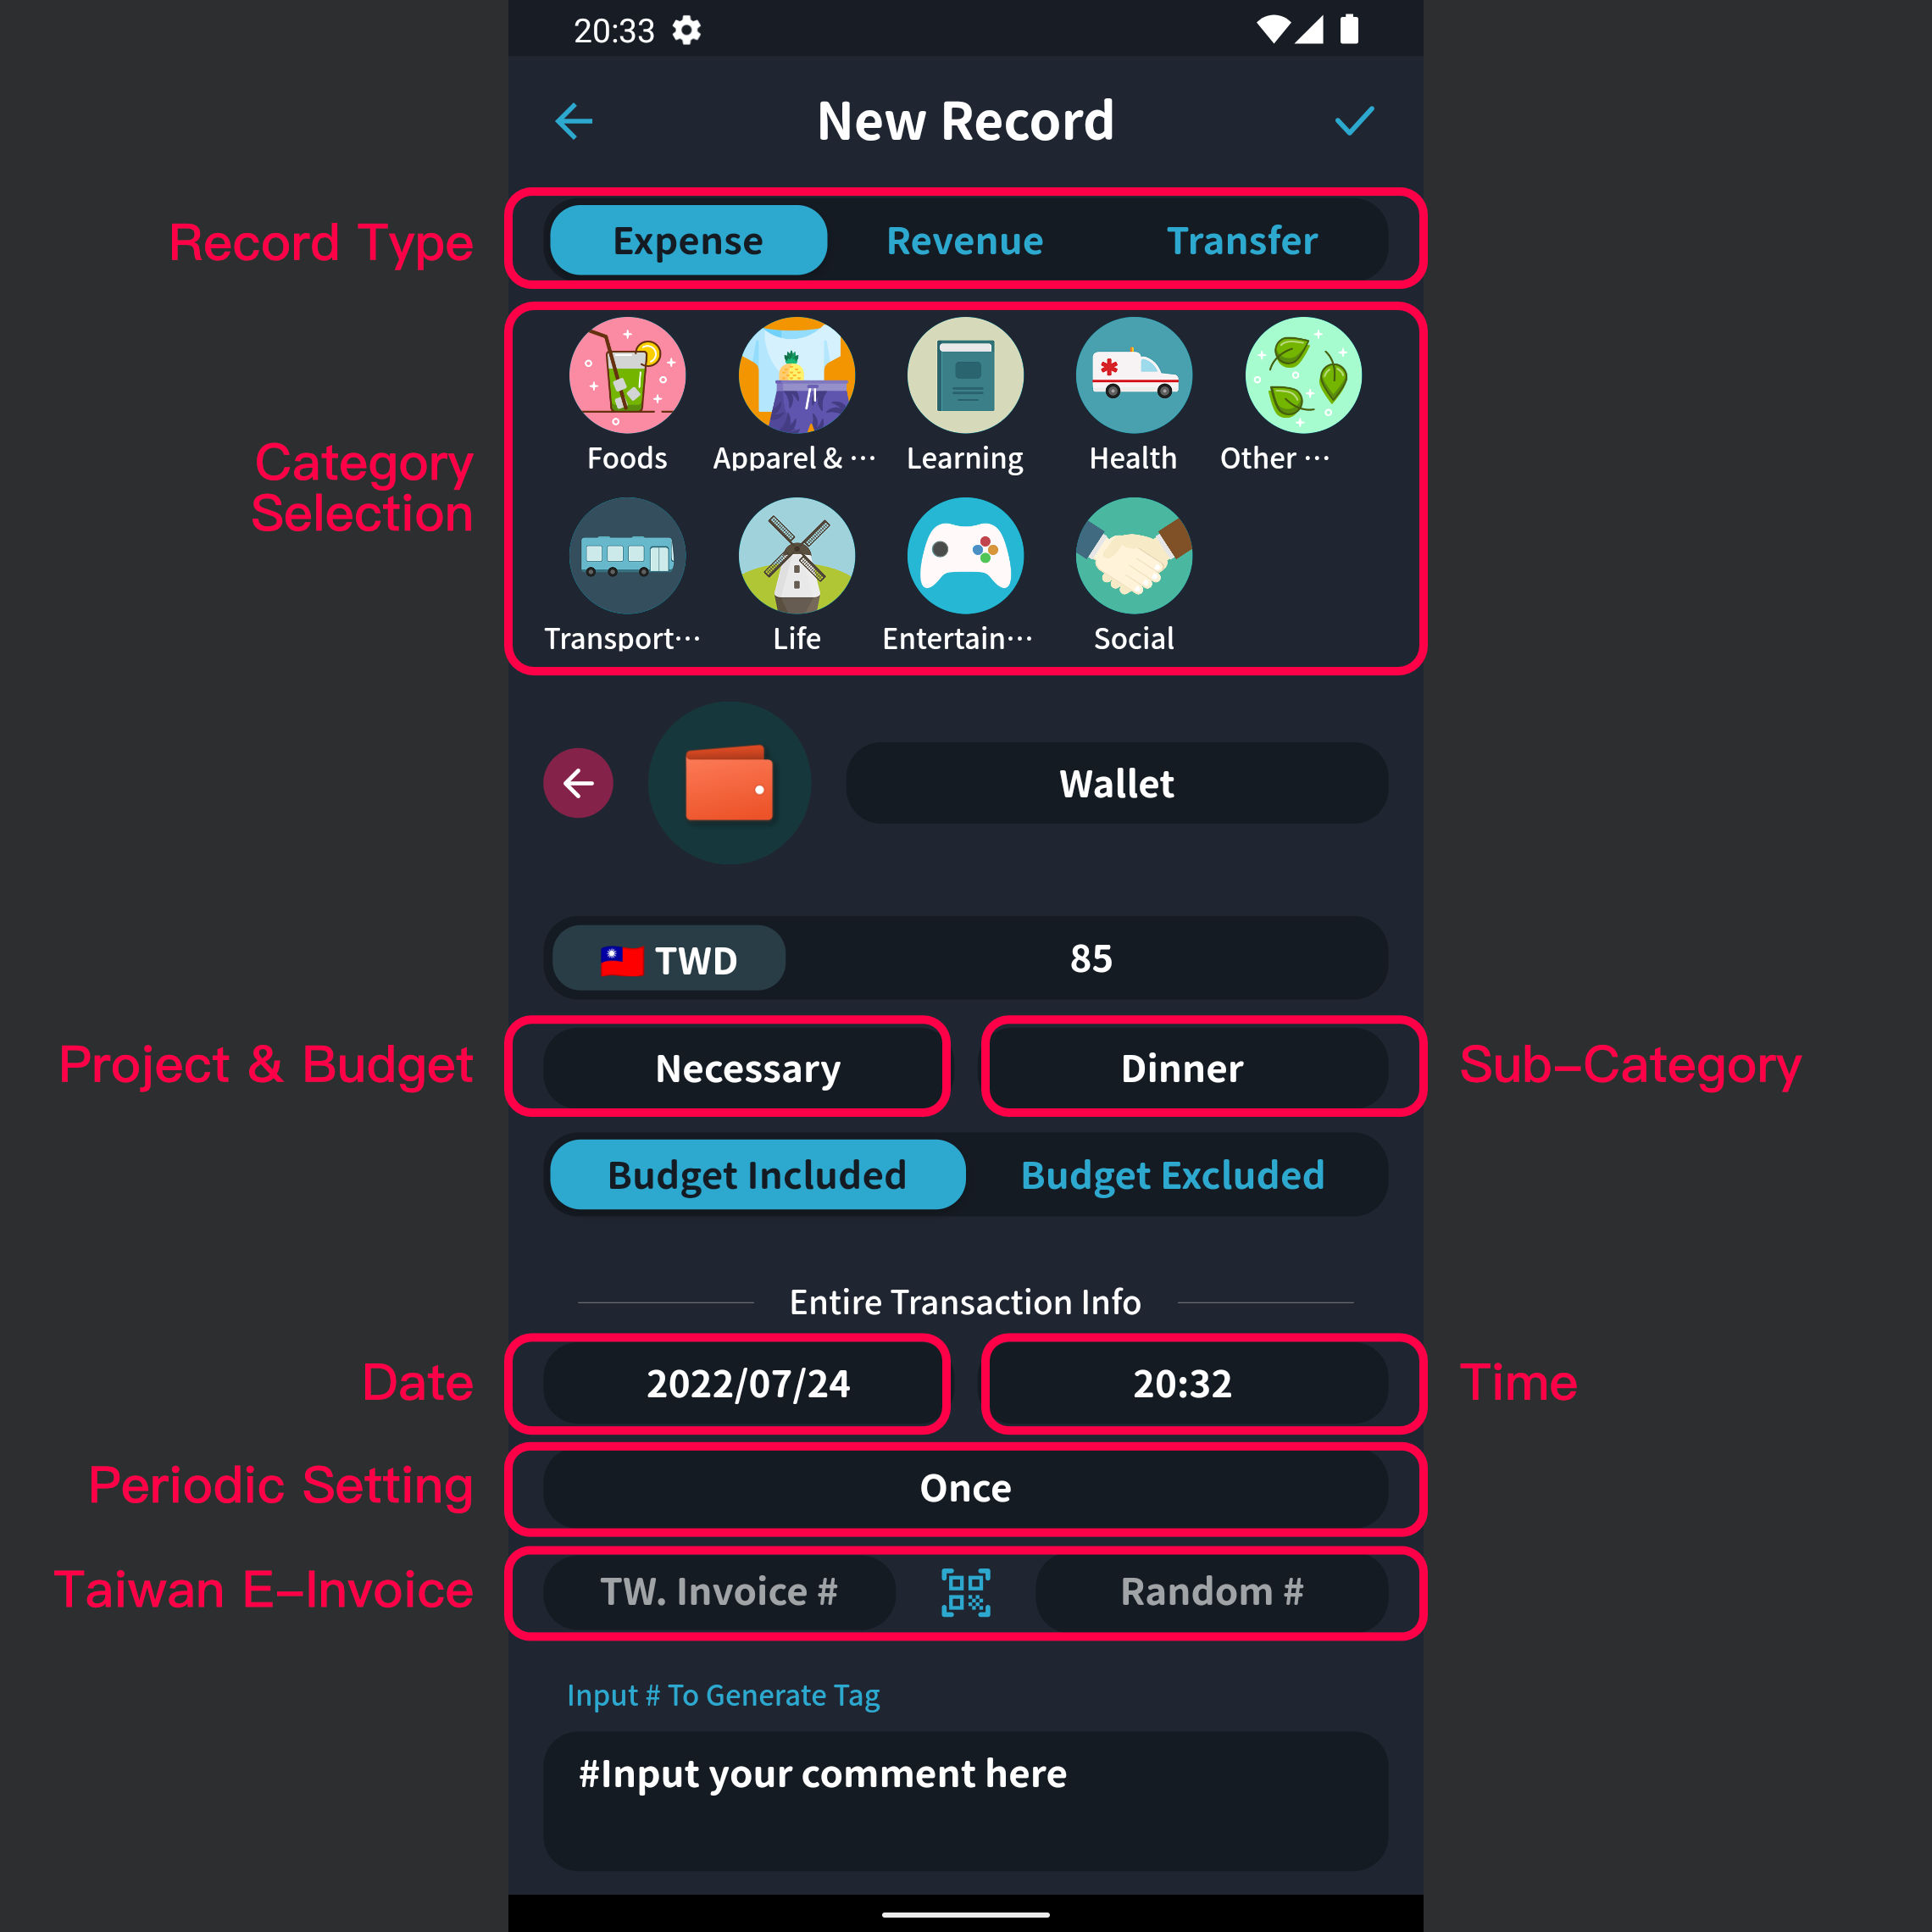 20:33
New Record
Record Type
Expense Revenue Transfer
Category
Selection
Foods Apparel & ··· Learning Health Other ···
Transport··· Life Entertain··· Social
Wallet
TWD 85
Project & Budget
Necessary Dinner
Sub-Category
Budget Included Budget Excluded
Entire Transaction Info
Date
2022/07/24 20:32
Time
Periodic Setting
Once
Taiwan E-Invoice
TW. Invoice # Random #
Input # To Generate Tag
#Input your comment here